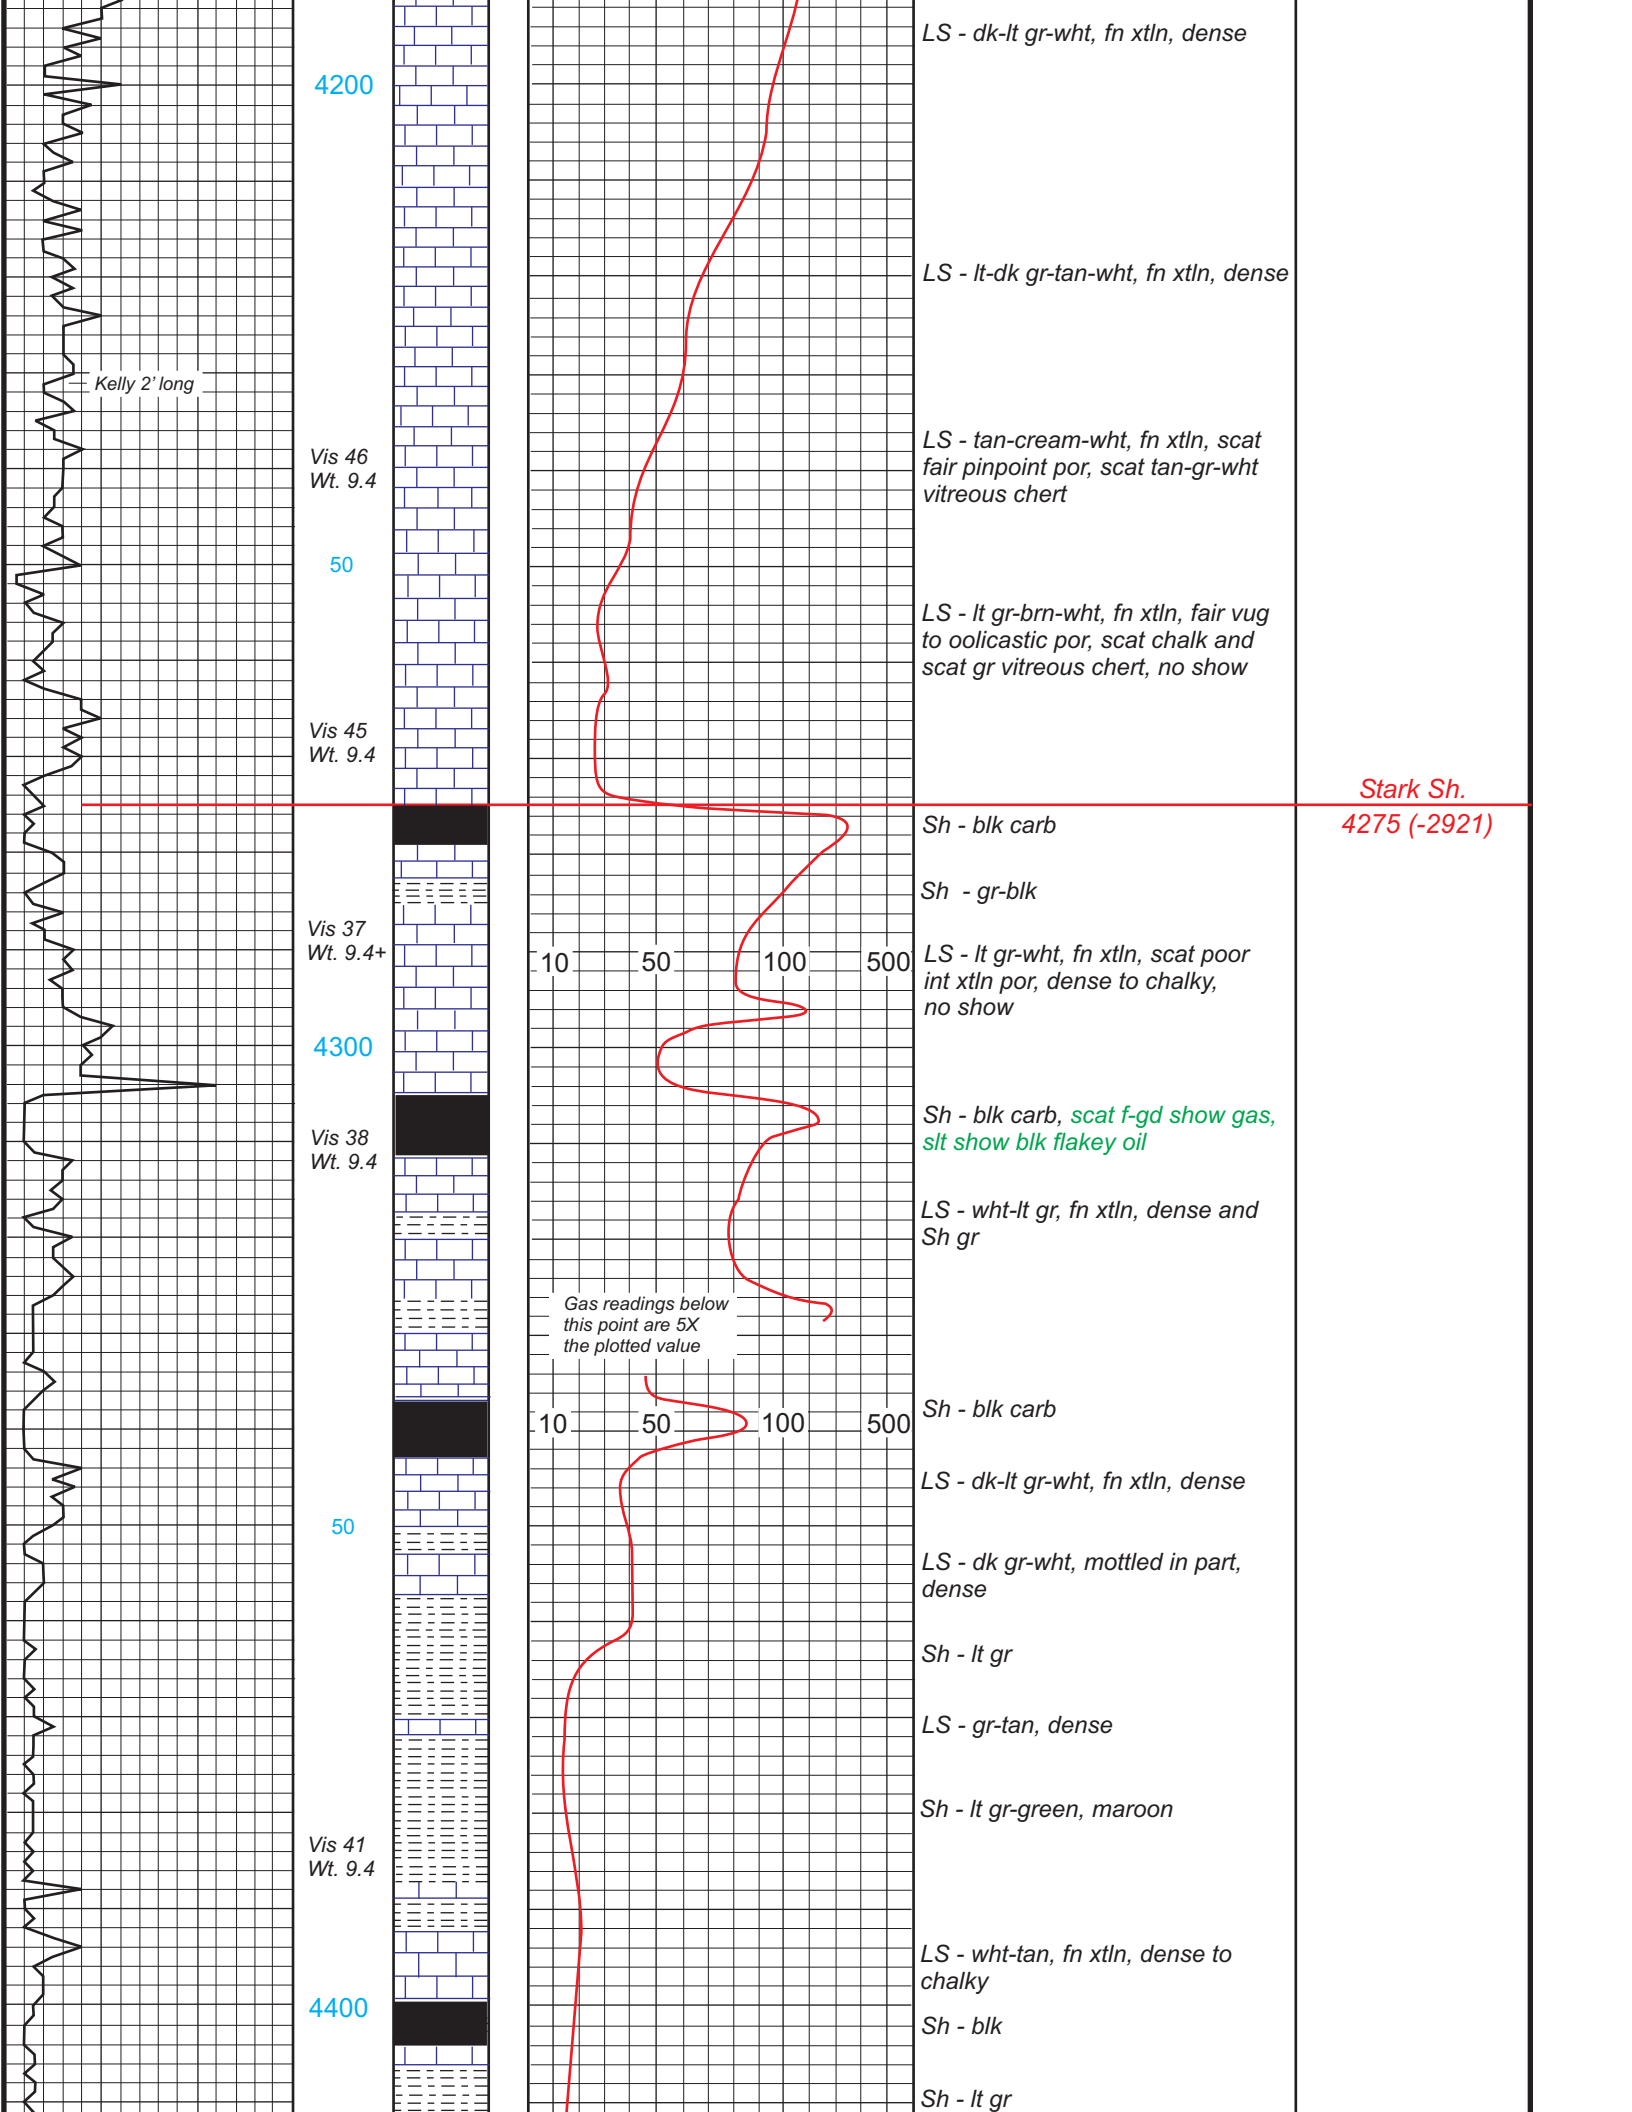 LS - dk-lt gr-wht, fn xtln, dense
4200
LS - lt-dk gr-tan-wht, fn xtln, dense
Kelly 2' long
Vis 46
Wt. 9.4
LS - tan-cream-wht, fn xtln, scat
fair pinpoint por, scat tan-gr-wht
vitreous chert
50
LS - lt gr-brn-wht, fn xtln, fair vug
to oolicastic por, scat chalk and
scat gr vitreous chert, no show
Vis 45
Wt. 9.4
Stark Sh.
4275 (-2921)
Sh - blk carb
Sh - gr-blk
Vis 37
Wt. 9.4+
10 50 100 500
LS - lt gr-wht, fn xtln, scat poor
int xtln por, dense to chalky,
no show
4300
Sh - blk carb, scat f-gd show gas,
slt show blk flakey oil
Vis 38
Wt. 9.4
LS - wht-lt gr, fn xtln, dense and
Sh gr
Gas readings below
this point are 5X
the plotted value
Sh - blk carb
10 50 100 500
LS - dk-lt gr-wht, fn xtln, dense
50
LS - dk gr-wht, mottled in part,
dense
Sh - lt gr
LS - gr-tan, dense
Sh - lt gr-green, maroon
Vis 41
Wt. 9.4
LS - wht-tan, fn xtln, dense to
chalky
4400
Sh - blk
Sh - lt gr